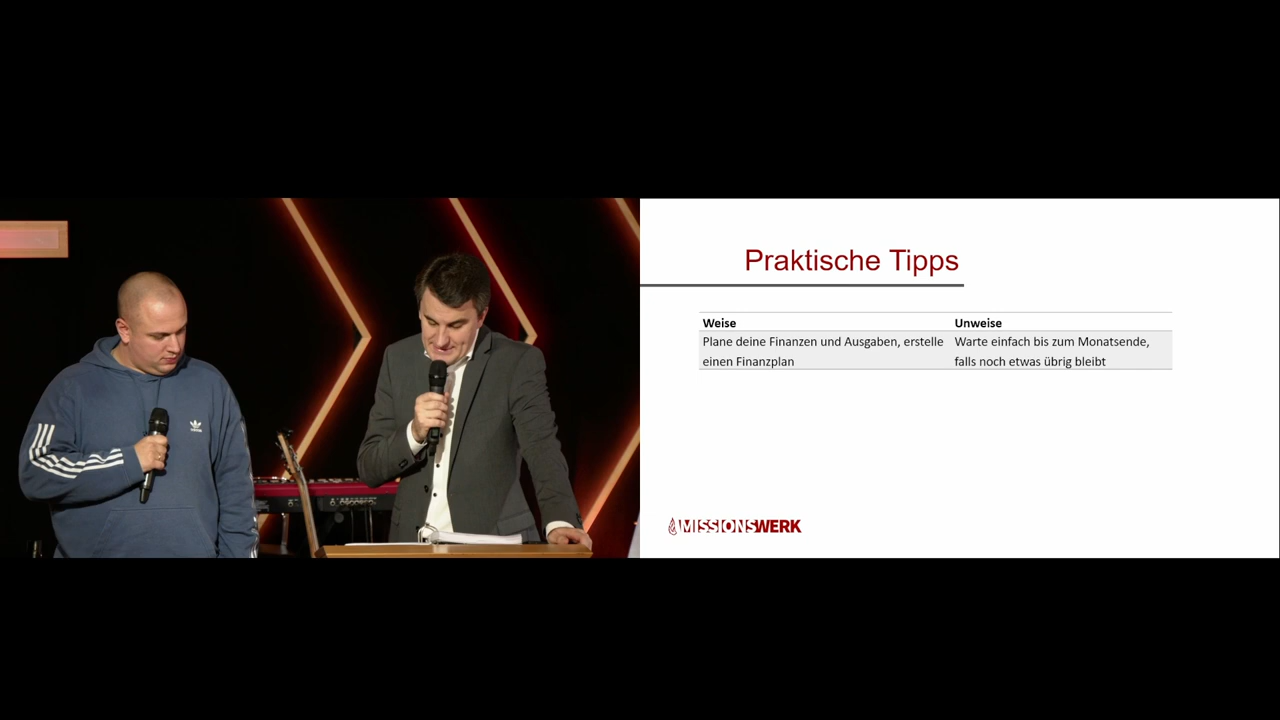 Praktische Tipps
Weise Unweise
Plane deine Finanzen und Ausgaben, erstelle Warte einfach bis zum Monatsende,
einen Finanzplan falls noch etwas übrig bleibt
MISSIONSWERK